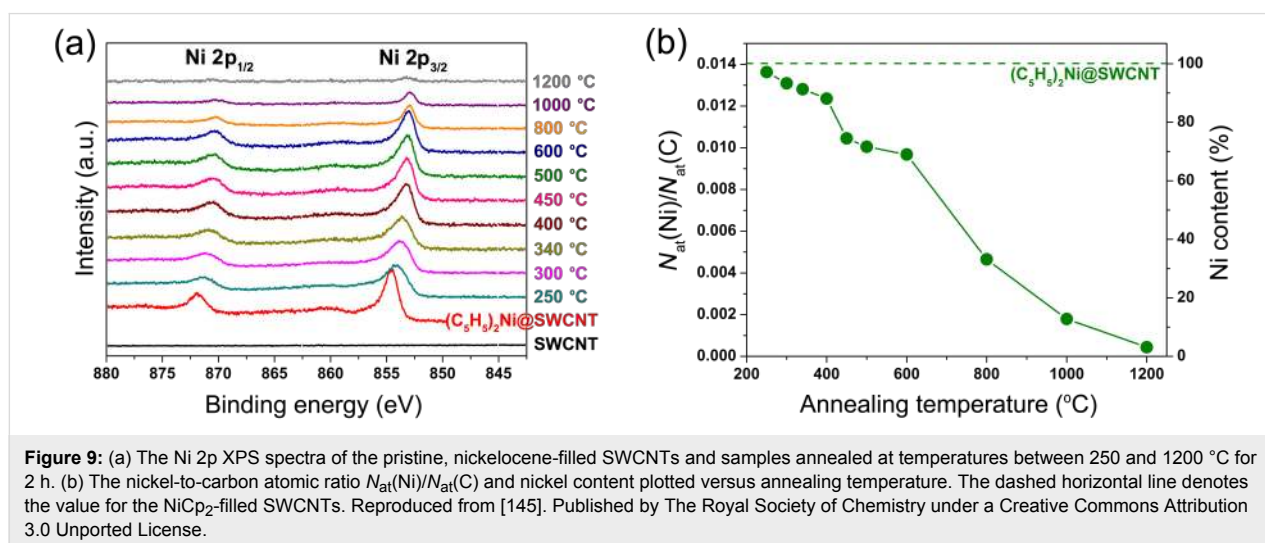 (a)
Ni 2p1/2
Ni 2p3/2
1200 °C
1000 °C
800 °C
600 °C
500 °C
450 °C
400 °C
340 °C
300 °C
250 °C
(C5H5)2Ni@SWCNT
SWCNT
Intensity (a.u.)
880 875 870 865 860 855 850 845
Binding energy (eV)
(b)
(C5H5)2Ni@SWCNT
Nat(Ni)/Nat(C)
0.014
0.012
0.010
0.008
0.006
0.004
0.002
0.000
200 400 600 800 1000 1200
Annealing temperature (°C)
100
80
60
40
20
0
Ni content (%)
Figure 9: (a) The Ni 2p XPS spectra of the pristine, nickelocene-filled SWCNTs and samples annealed at temperatures between 250 and 1200 °C for
2 h. (b) The nickel-to-carbon atomic ratio Nat(Ni)/Nat(C) and nickel content plotted versus annealing temperature. The dashed horizontal line denotes
the value for the NiCp2-filled SWCNTs. Reproduced from [145]. Published by The Royal Society of Chemistry under a Creative Commons Attribution
3.0 Unported License.